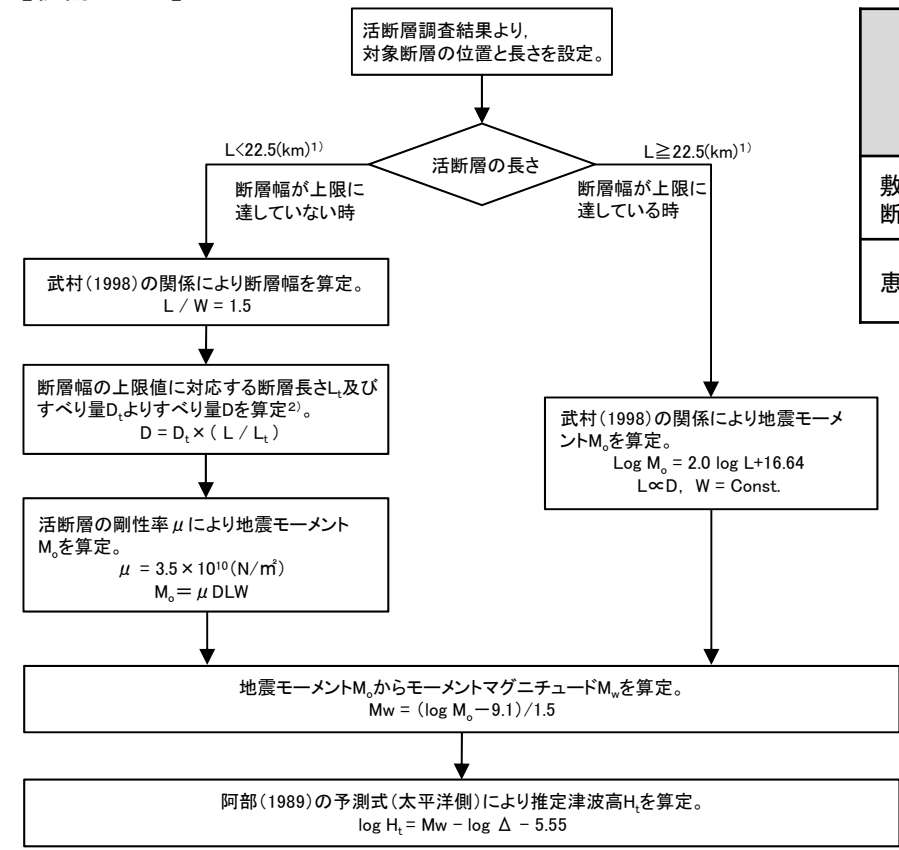 活断層調査結果より,
対象断層の位置と長さを設定。
活断層の長さ
L<22.5(km)1)
L≧22.5(km)1)
断層幅が上限に
達していない時
断層幅が上限に
達している時
武村(1998)の関係により断層幅を算定。
L / W = 1.5
断層幅の上限値に対応する断層長さLt及び
すべり量DtよりすべりDを算定2)。
D = Dt × ( L / Lt )
活断層の剛性率μにより地震モーメント
Moを算定。
μ = 3.5 × 10^10(N/㎡)
Mo= μ DLW
武村(1998)の関係により地震モーメ
ントMoを算定。
Log Mo = 2.0 log L+16.64
L∝D, W = Const.
地震モーメントMoからモーメントマグニチュードMwを算定。
Mw = (log Mo-9.1)/1.5
阿部(1989)の予測式(太平洋側)により推定津波高Htを算定。
log Ht = Mw - log Δ - 5.55
敷
断
恵